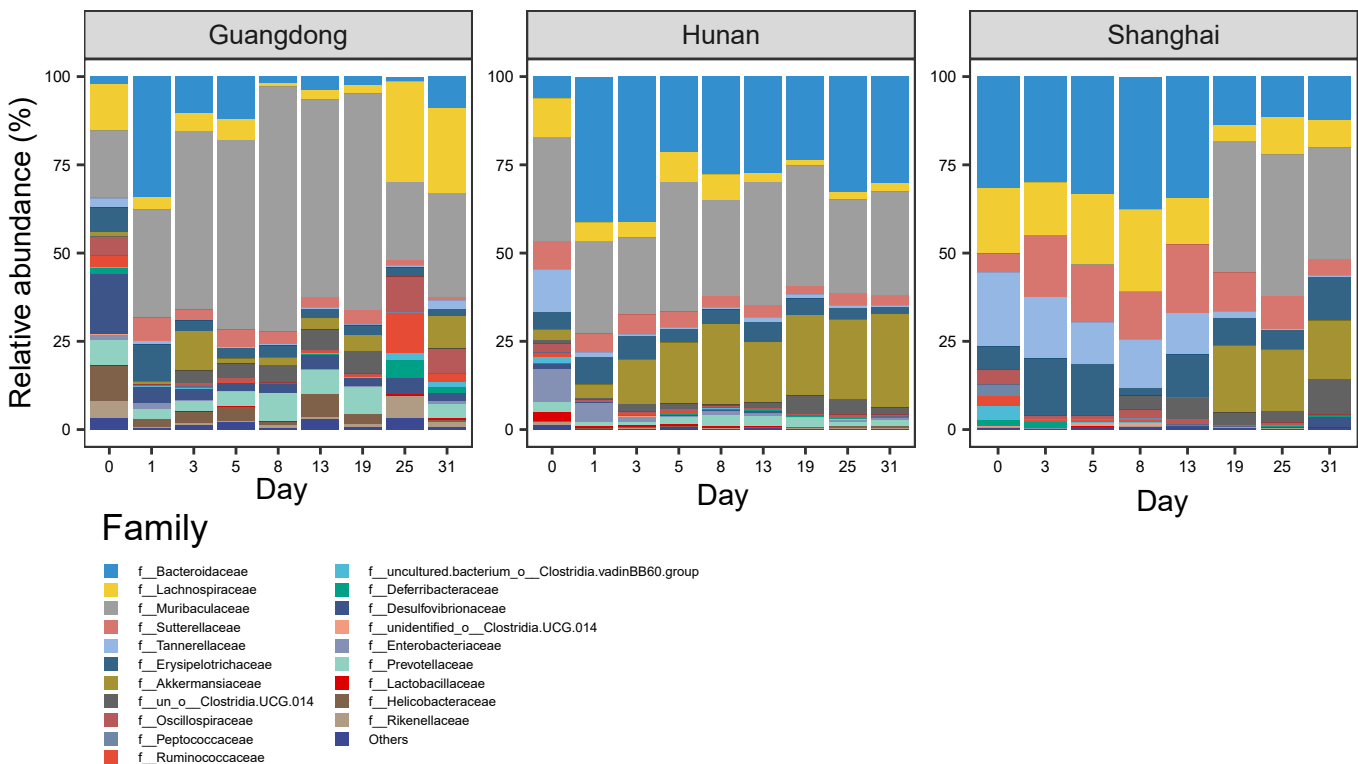 Guangdong
Hunan
Shanghai
Relative abundance (%)
100
75
50
25
0
100
75
50
25
0
100
75
50
25
0
0 1 3 5 8 13 19 25 31
0 1 3 5 8 13 19 25 31
0 3 5 8 13 19 25 31
Day
Day
Day
Family
f__Bacteroidaceae
f__Lachnospiraceae
f__Muribaculaceae
f__Sutterellaceae
f__Tannerellaceae
f__Erysipelotrichaceae
f__Akkermansiaceae
f__un_o__Clostridia.UCG.014
f__Oscillospiraceae
f__Peptococcaceae
f__Ruminococcaceae
f__uncultured.bacterium_o__Clostridia.vadinBB60.group
f__Deferribacteraceae
f__Desulfovibrionaceae
f__unidentified_o__Clostridia.UCG.014
f__Enterobacteriaceae
f__Prevotellaceae
f__Lactobacillaceae
f__Helicobacteraceae
f__Rikenellaceae
Others